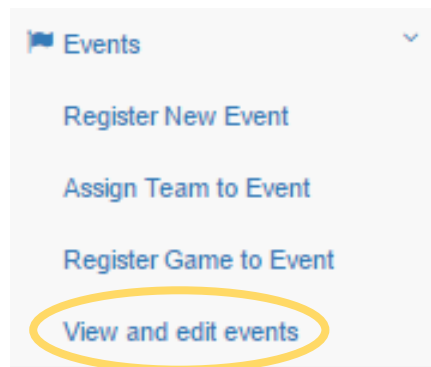 Events
Register New Event
Assign Team to Event
Register Game to Event
View and edit events